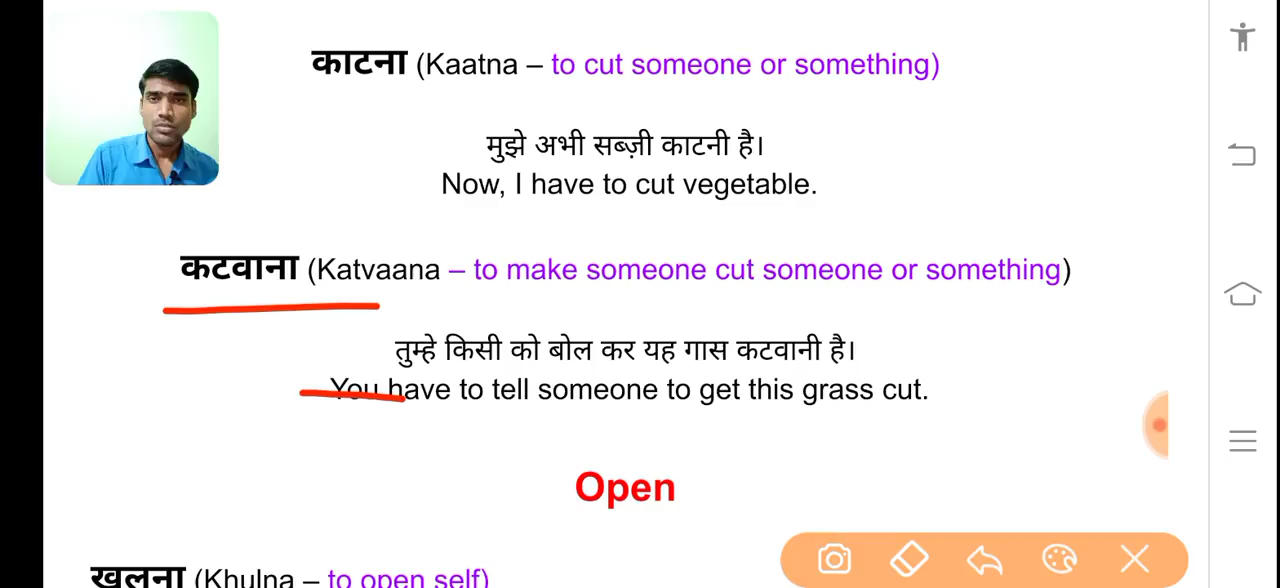 काटना (Kaatna – to cut someone or something)
मुझे अभी सब्ज़ी काटनी है।
Now, I have to cut vegetable.
कटवाना (Katvaana – to make someone cut someone or something)
तुम्हे किसी को बोल कर यह गास कटवानी है।
You have to tell someone to get this grass cut.
Open
खुलना (Khulna – to open self)